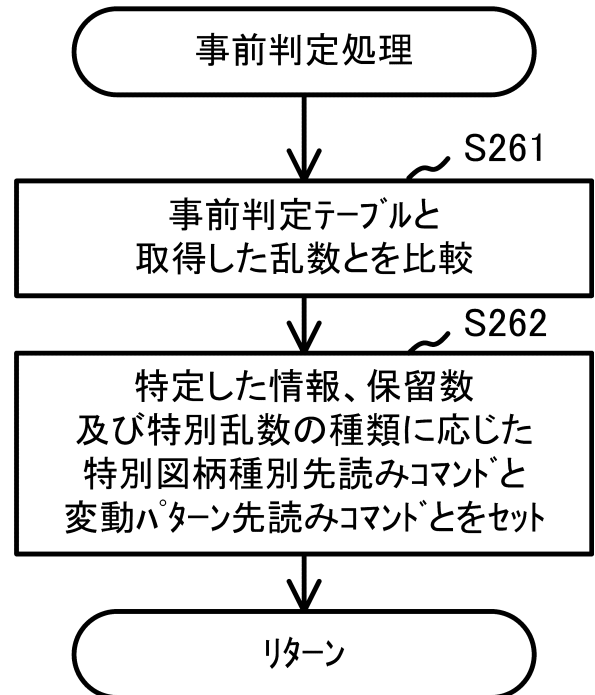 事前判定処理
S261
事前判定テーブルと
取得した乱数とを比較
S262
特定した情報、保留数
及び特別乱数の種類に応じた
特別図柄種別先読みコマンドと
変動パターン先読みコマンドとをセット
リターン